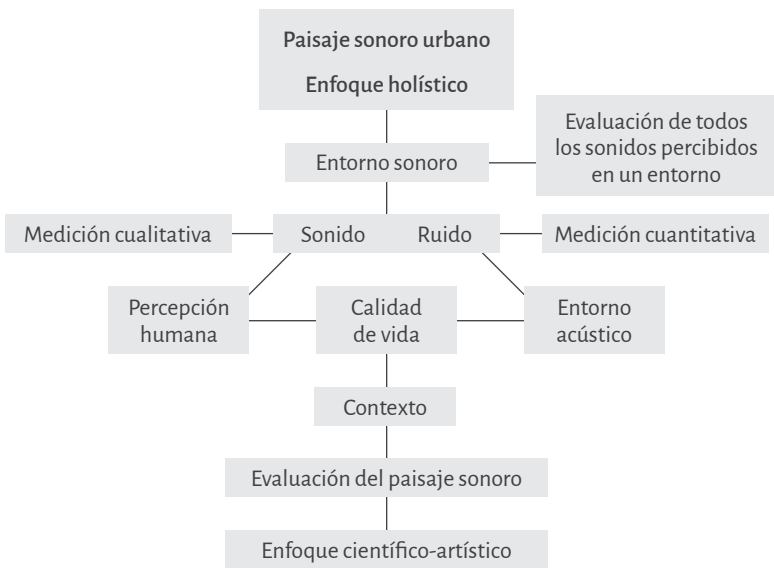 Paisaje sonoro urbano
Enfoque holístico
Entorno sonoro
Evaluación de todos
los sonidos percibidos
en un entorno
Medición cualitativa
Sonido
Ruido
Medición cuantitativa
Percepción
humana
Calidad
de vida
Entorno
acústico
Contexto
Evaluación del paisaje sonoro
Enfoque científico-artístico